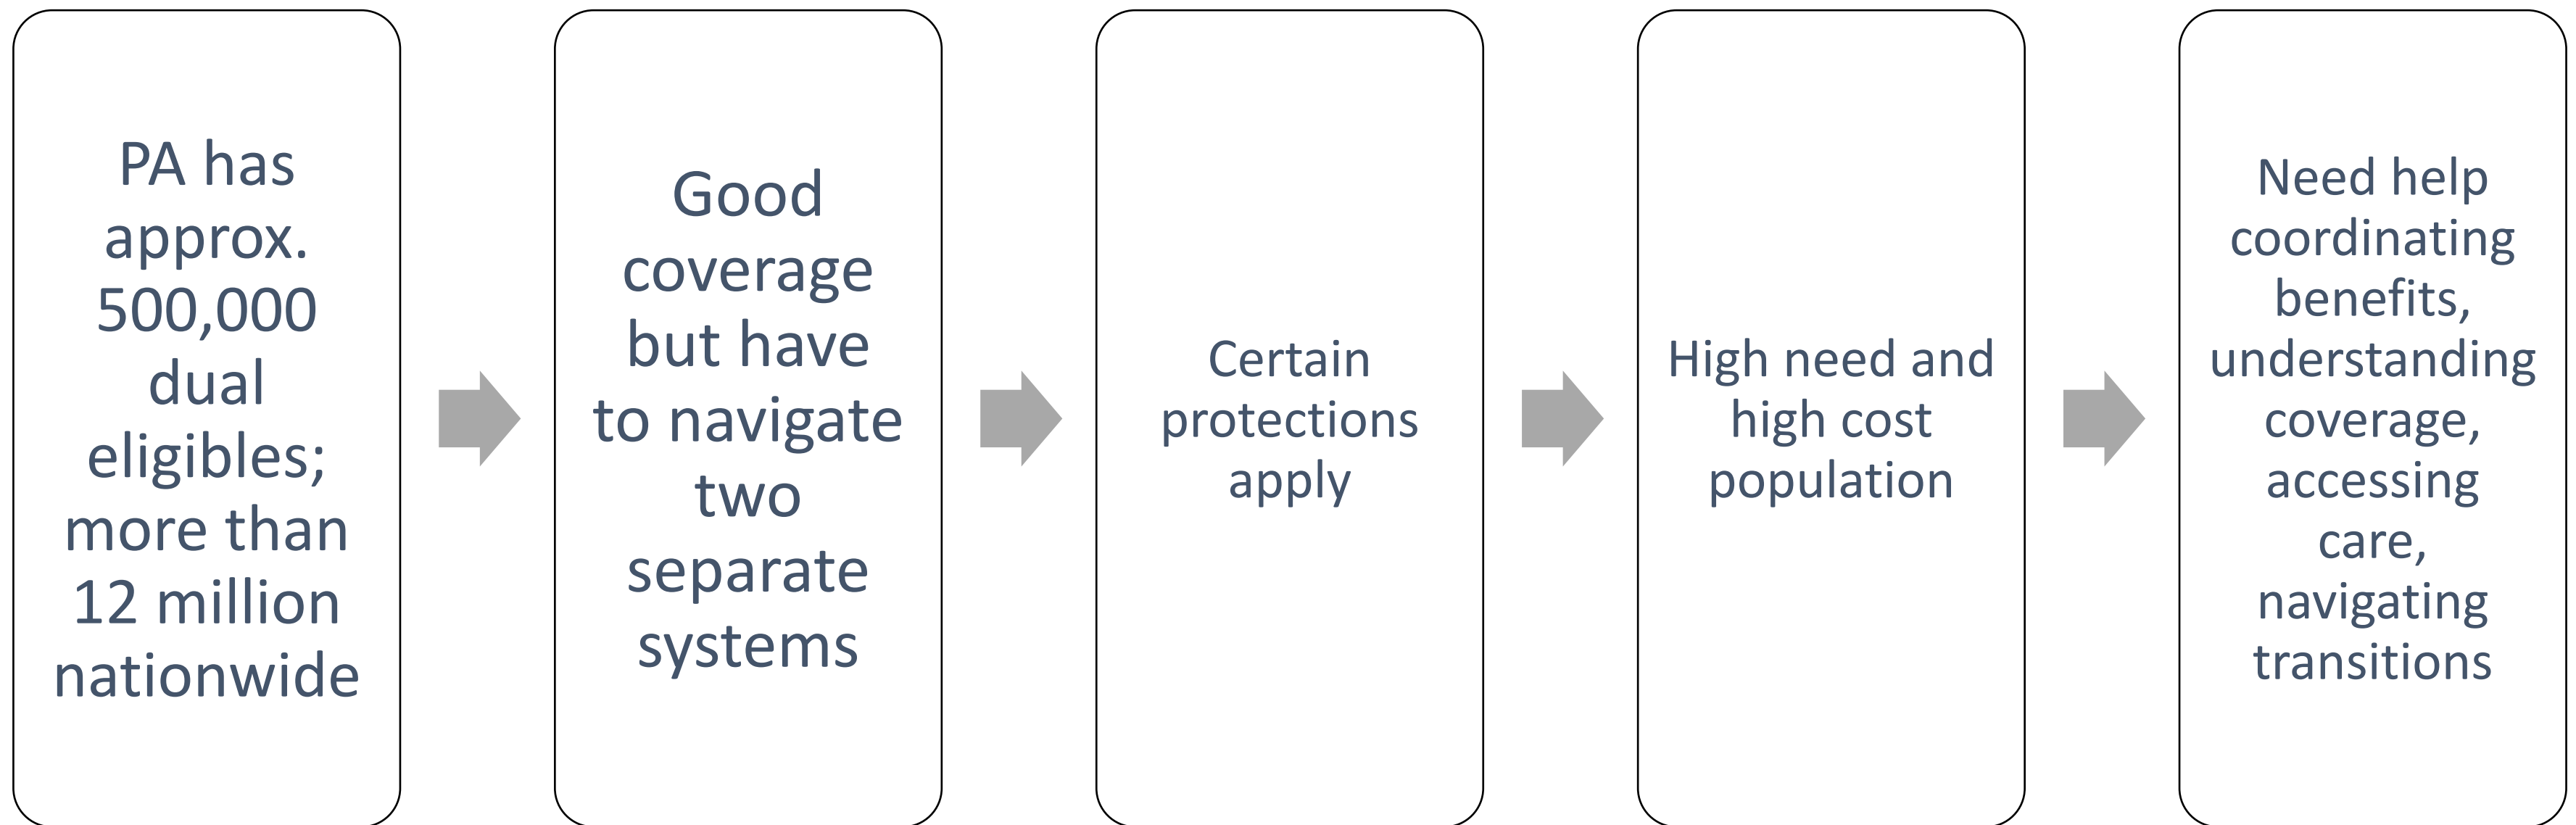 PA has
approx.
500,000
dual
eligibles;
more than
12 million
nationwide
Good
coverage
but have
to navigate
two
separate
systems
Certain
protections
apply
High need and
high cost
population
Need help
coordinating
benefits,
understanding
coverage,
accessing
care,
navigating
transitions